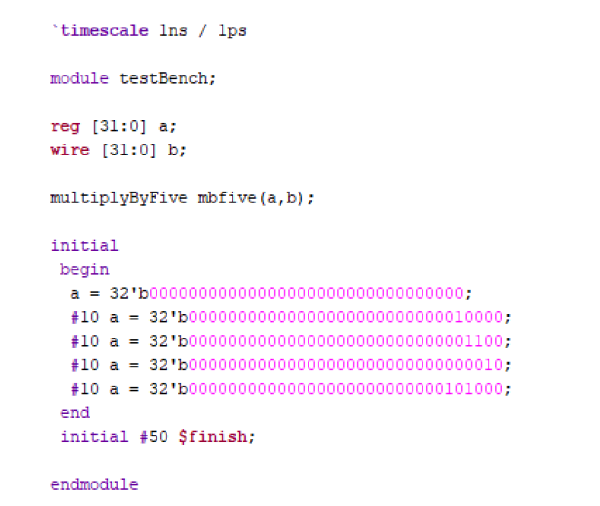 `timescale 1ns / 1ps
module testBench;
reg [31:0] a;
wire [31:0] b;
multiplyByFive mbfive(a,b);
initial
begin
a = 32'b00000000000000000000000000000000;
#10 a = 32'b00000000000000000000000000010000;
#10 a = 32'b00000000000000000000000000001100;
#10 a = 32'b00000000000000000000000000000010;
#10 a = 32'b00000000000000000000000000101000;
end
initial #50 $finish;
endmodule